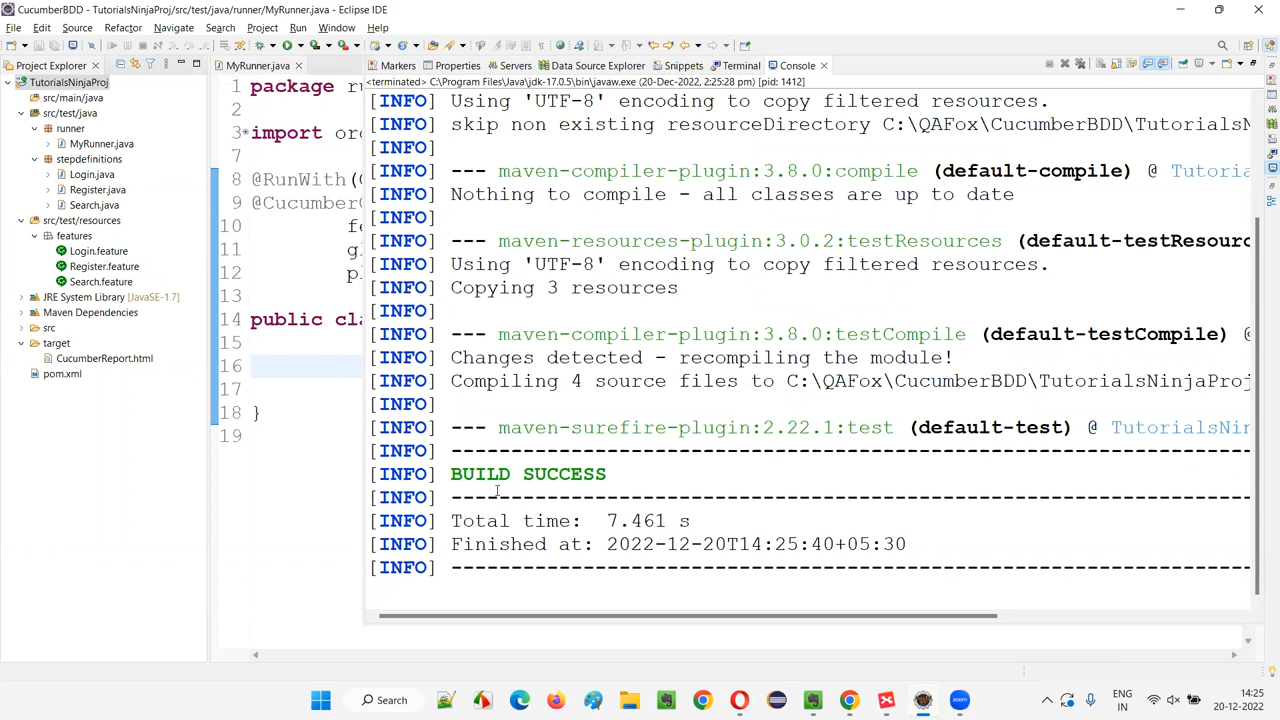 CucumberBDD - TutorialsNinjaProj/src/test/java/runner/MyRunner.java - Eclipse IDE
File Edit Source Refactor Navigate Search Project Run Window Help
Project Explorer
TutorialsNinjaProj
src/main/java
src/test/java
runner
MyRunner.java
stepdefinitions
Login.java
Register.java
Search.java
src/test/resources
features
Login.feature
Register.feature
Search.feature
JRE System Library [JavaSE-1.7]
Maven Dependencies
src
target
CucumberReport.html
pom.xml
MyRunner.java
1 package ru
2
3 import or
7
8 @RunWith(
9 @Cucumber
10 fe
11 g
12 p
13
14 public cla
15
16
17
18 }
19
Markers Properties Servers Data Source Explorer Snippets Terminal Console
<terminated> C:\Program Files\Java\jdk-17.0.5\bin\javaw.exe (20-Dec-2022, 2:25:28 pm) [pid: 1412]
[INFO] Using 'UTF-8' encoding to copy filtered resources.
[INFO] skip non existing resourceDirectory C:\QAFox\CucumberBDD\TutorialsN
[INFO]
[INFO] --- maven-compiler-plugin:3.8.0:compile (default-compile) @ Tutoria
[INFO] Nothing to compile - all classes are up to date
[INFO]
[INFO] --- maven-resources-plugin:3.0.2:testResources (default-testResourc
[INFO] Using 'UTF-8' encoding to copy filtered resources.
[INFO] Copying 3 resources
[INFO]
[INFO] --- maven-compiler-plugin:3.8.0:testCompile (default-testCompile) @
[INFO] Changes detected - recompiling the module!
[INFO] Compiling 4 source files to C:\QAFox\CucumberBDD\TutorialsNinjaProj
[INFO]
[INFO] --- maven-surefire-plugin:2.22.1:test (default-test) @ TutorialsNin
[INFO] ------------------------------------------------------------------
[INFO] BUILD SUCCESS
[INFO] ------------------------------------------------------------------
[INFO] Total time:  7.461 s
[INFO] Finished at: 2022-12-20T14:25:40+05:30
[INFO] ------------------------------------------------------------------
Search
ENG
IN
14:25
20-12-2022